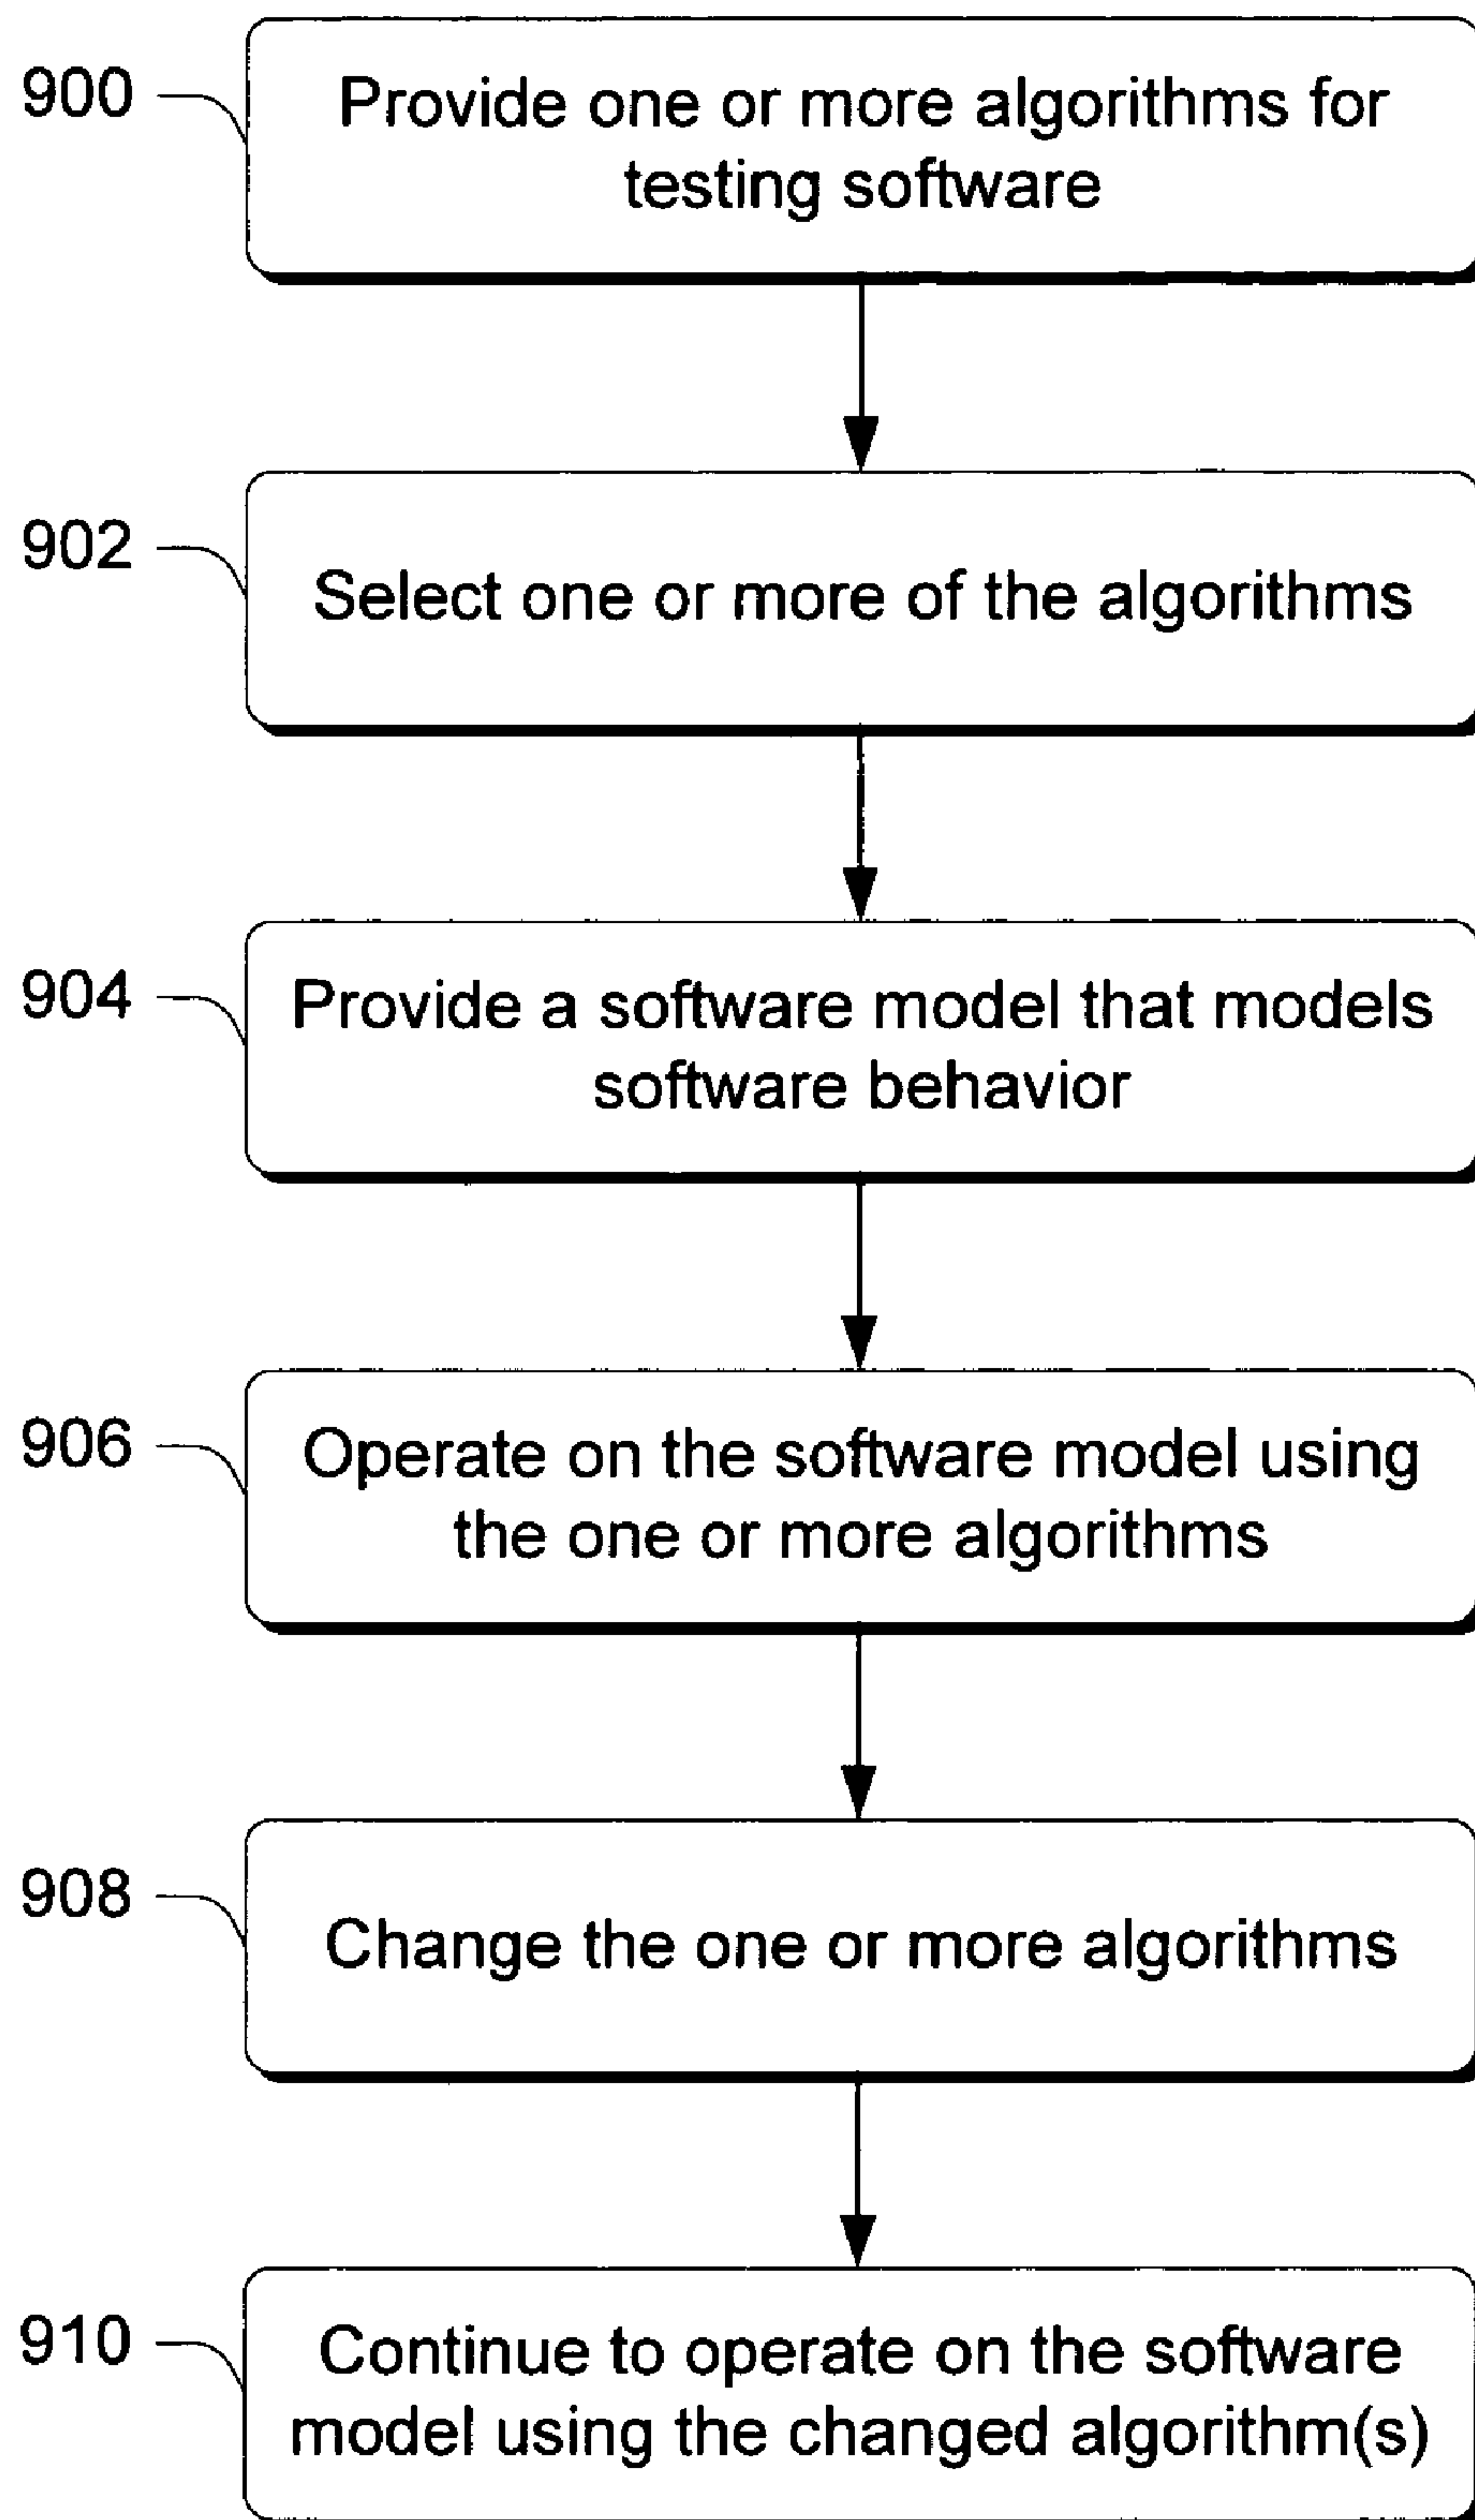 900
Provide one or more algorithms for
testing software
902
Select one or more of the algorithms
904
Provide a software model that models
software behavior
906
Operate on the software model using
the one or more algorithms
908
Change the one or more algorithms
910
Continue to operate on the software
model using the changed algorithm(s)